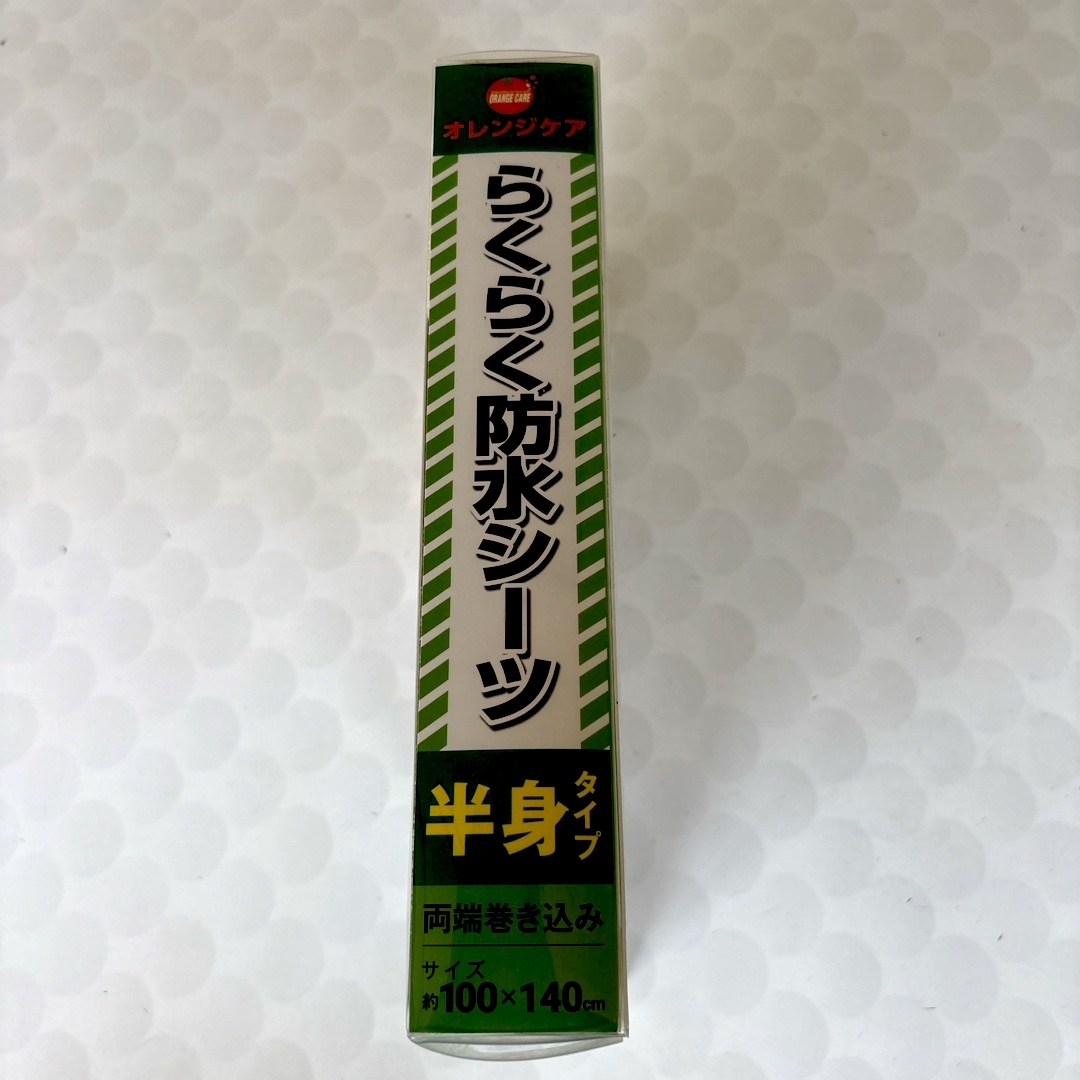 ORANGE CARE
オレンジケア
らくらく防水シーツ
半身タイプ
両端巻き込み
サイズ
約100×140cm